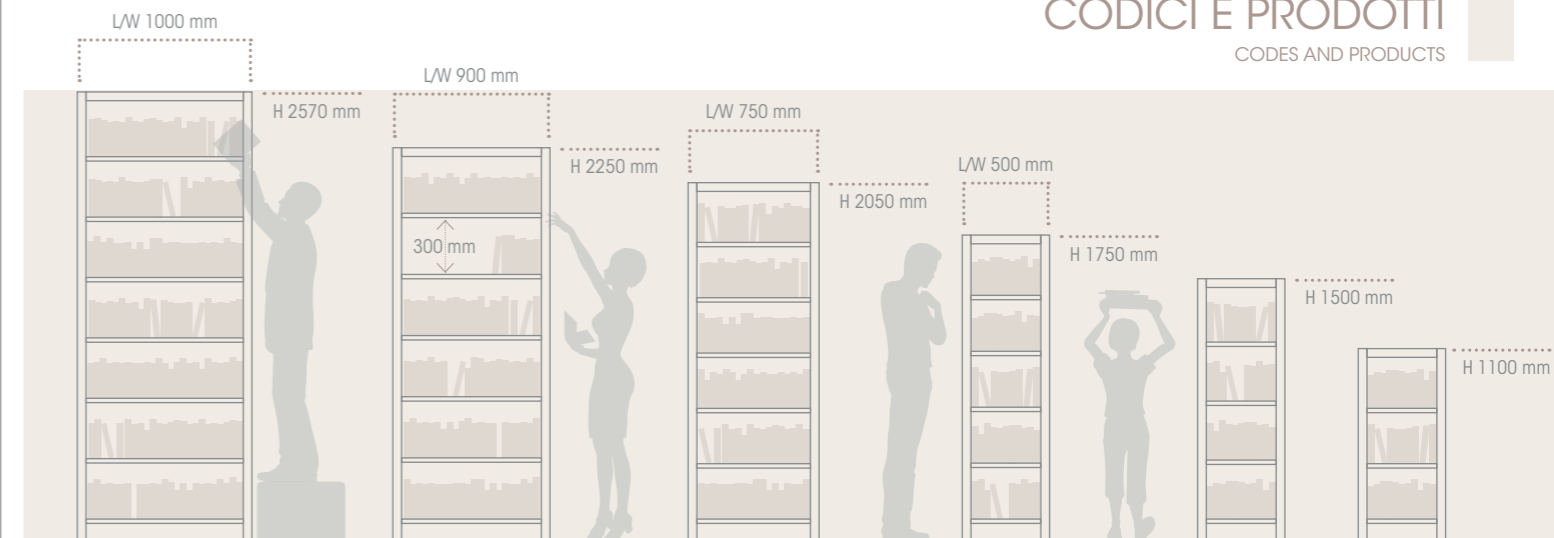 CODICI E PRODOTTI
CODES AND PRODUCTS
L/W 1000 mm
H 2570 mm
L/W 900 mm
H 2250 mm
300 mm
L/W 750 mm
H 2050 mm
L/W 500 mm
H 1750 mm
H 1500 mm
H 1100 mm